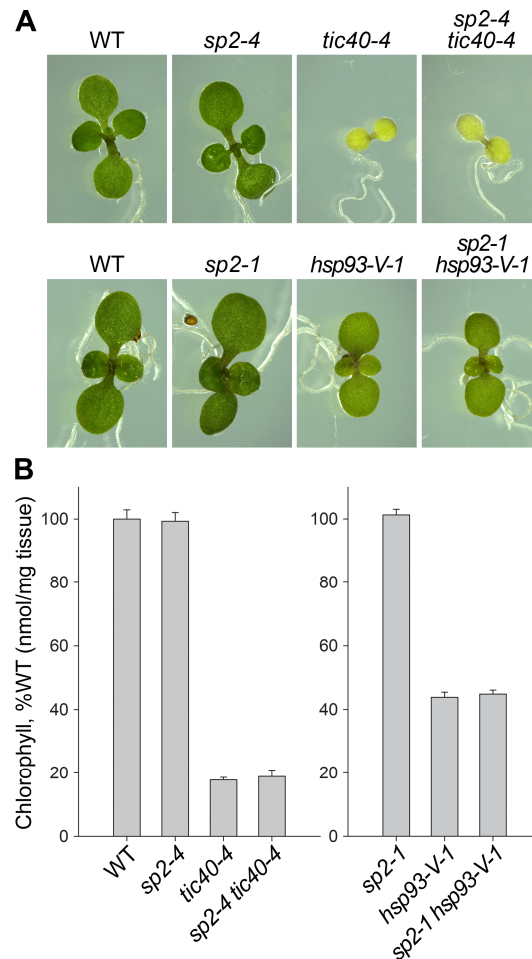 A
WT
sp2-4
tic40-4
sp2-4
tic40-4
WT
sp2-1
hsp93-V-1
sp2-1
hsp93-V-1
B
Chlorophyll, %WT (nmol/mg tissue)
100
80
60
40
20
0
WT
sp2-4
tic40-4
sp2-4 tic40-4
100
80
60
40
20
0
sp2-1
hsp93-V-1
sp2-1 hsp93-V-1